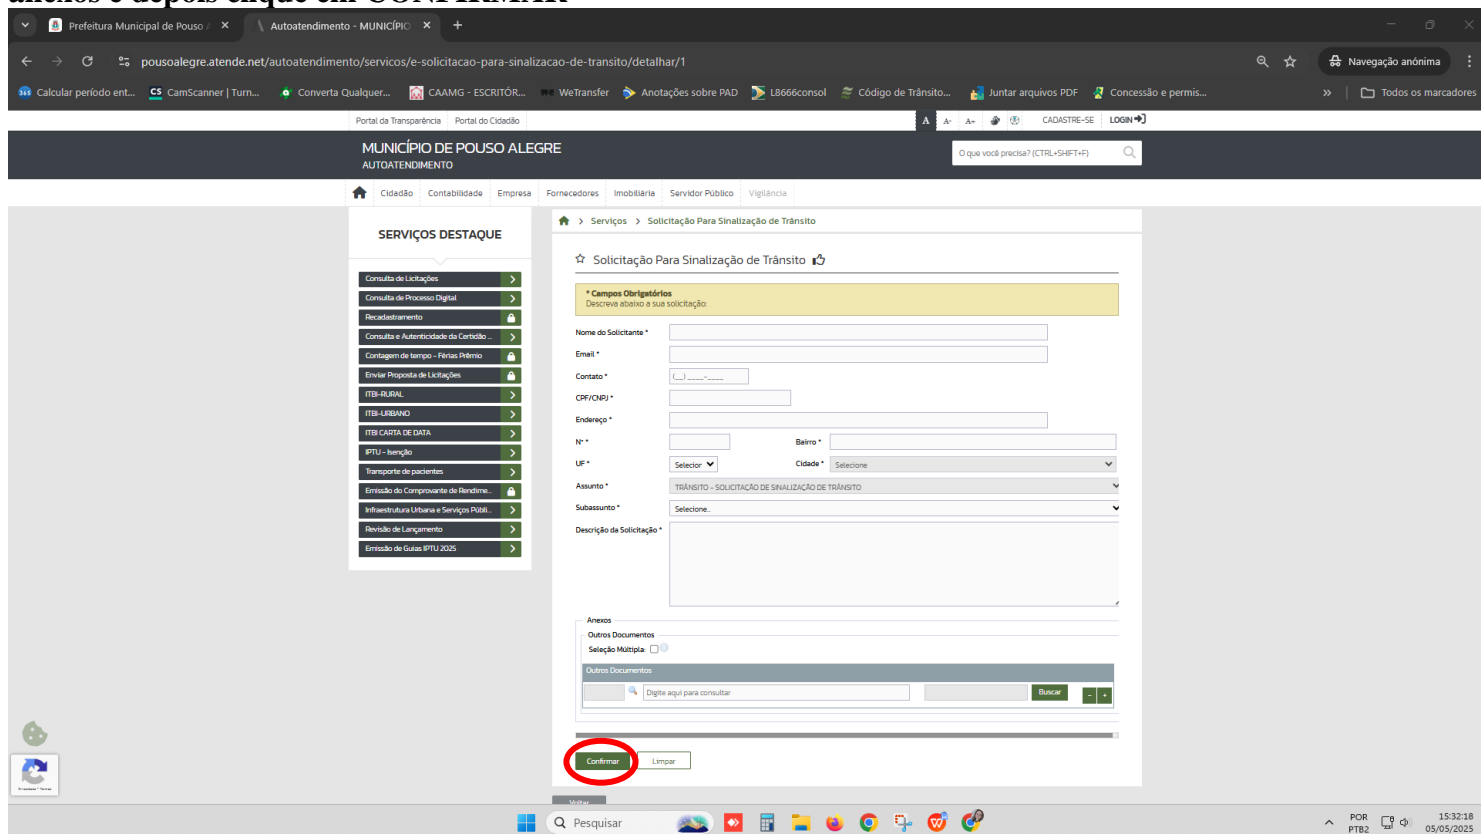 anexos e depois clique em CONFIRMAR
Prefeitura Municipal de Pouso A
Autoatendimento - MUNICÍPIO
pousoalegre.atende.net/autoatendimento/servicos/e-solicitacao-para-sinalizacao-de-transito/detalhar/1
Navegação anónima
Calcular período ent...
CS CamScanner | Turn...
Converta Qualquer...
CAAMG - ESCRITÓR...
WeTransfer
Anotações sobre PAD
L8666consol
Código de Trânsito...
Juntar arquivos PDF
Concessão e permis...
»
Todos os marcadores
Portal da Transparência Portal do Cidadão
A A- A+ CADASTRE-SE LOGIN
MUNICÍPIO DE POUSO ALEGRE
AUTOATENDIMENTO
O que você precisa? (CTRL+SHIFT+F)
Cidadão Contabilidade Empresa Fornecedores Imobiliária Servidor Público Vigilância
SERVIÇOS DESTAQUE
Consulta de Licitações
Consulta de Processo Digital
Recadastramento
Consulta e Autenticidade da Certidão ...
Contagem de tempo - Férias Prêmio
Enviar Proposta de Licitações
ITBI-RURAL
ITBI-URBANO
ITBI CARTA DE DATA
IPTU - Isenção
Transporte de pacientes
Emissão do Comprovante de Rendime...
Infraestrutura Urbana e Serviços Públi...
Revisão de Lançamento
Emissão de Guias IPTU 2025
> Serviços > Solicitação Para Sinalização de Trânsito
Solicitação Para Sinalização de Trânsito
* Campos Obrigatórios
Descreva abaixo a sua solicitação:
Nome do Solicitante *
Email *
Contato * (__) ____-____
CPF/CNPJ *
Endereço *
Nº * Bairro *
UF * Selecior Cidade * Selecione
Assunto * TRÂNSITO - SOLICITAÇÃO DE SINALIZAÇÃO DE TRÂNSITO
Subassunto * Selecione..
Descrição da Solicitação *
Anexos
Outros Documentos
Seleção Múltipla:
Outros Documentos
Digite aqui para consultar Buscar - +
Confirmar Limpar
Voltar
Pesquisar
POR
PTB2
15:32:18
05/05/2025